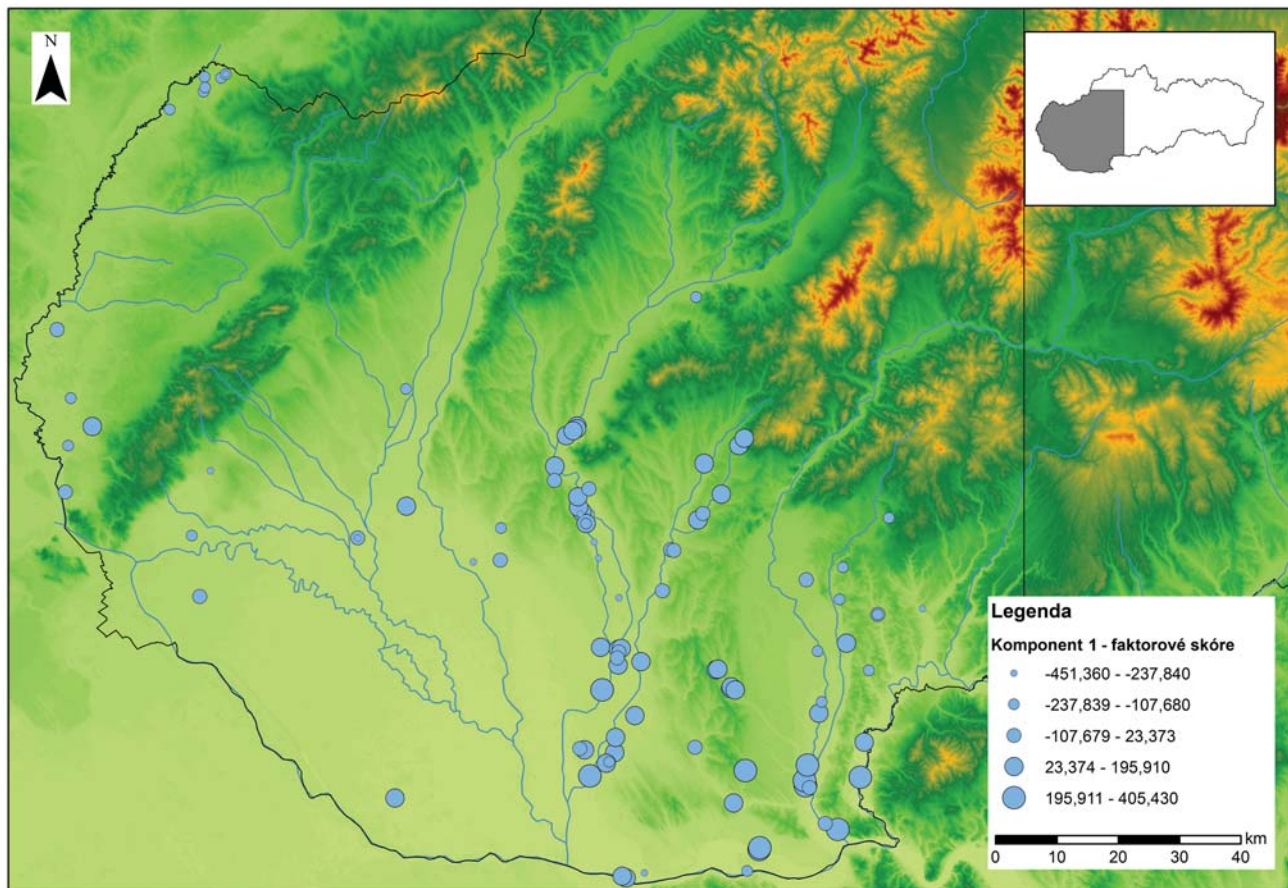 N
Legenda
Komponent 1 - faktorové skóre
-451,360 - -237,840
-237,839 - -107,680
-107,679 - 23,373
23,374 - 195,910
195,911 - 405,430
km
0 10 20 30 40